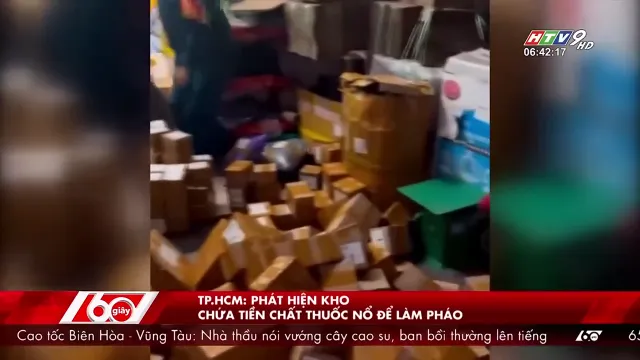 HTV9 HD
06:42:17
60 giây
TP.HCM: PHÁT HIỆN KHO
CHỨA TIỀN CHẤT THUỐC NỔ ĐỂ LÀM PHÁO
Cao tốc Biên Hòa - Vũng Tàu: Nhà thầu nói vướng cây cao su, ban bồi thường lên tiếng
60 giây